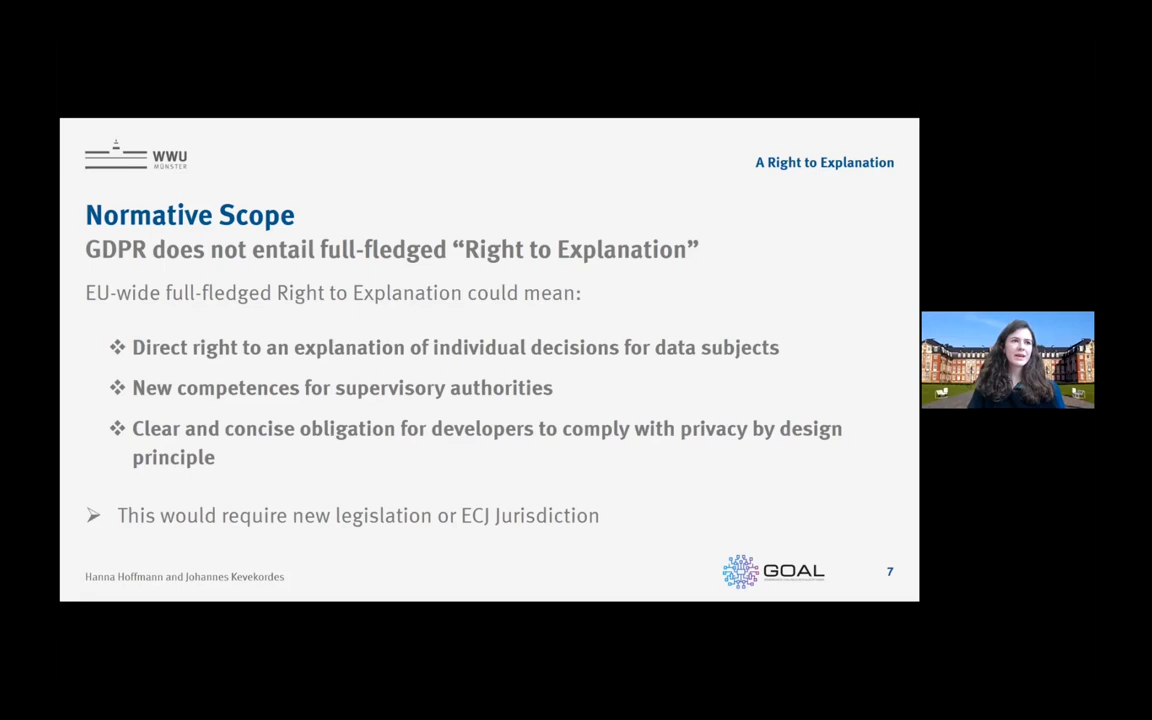 WWU
MÜNSTER
A Right to Explanation
Normative Scope
GDPR does not entail full-fledged “Right to Explanation”
EU-wide full-fledged Right to Explanation could mean:
❖ Direct right to an explanation of individual decisions for data subjects
❖ New competences for supervisory authorities
❖ Clear and concise obligation for developers to comply with privacy by design
principle
➢ This would require new legislation or ECJ Jurisdiction
Hanna Hoffmann and Johannes Kevekordes
GOAL
7